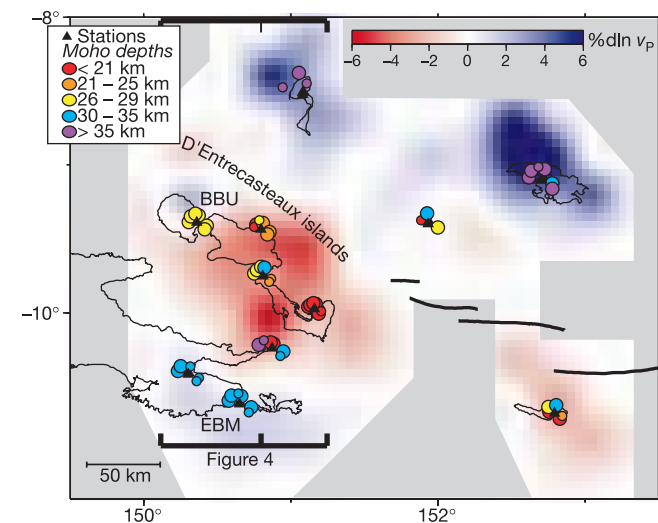 −8°
Stations
Moho depths
< 21 km
21 – 25 km
26 – 29 km
30 – 35 km
> 35 km
%dln vP
−6 −4 −2 0 2 4 6
D'Entrecasteaux islands
BBU
−10°
EBM
Figure 4
50 km
150° 152°